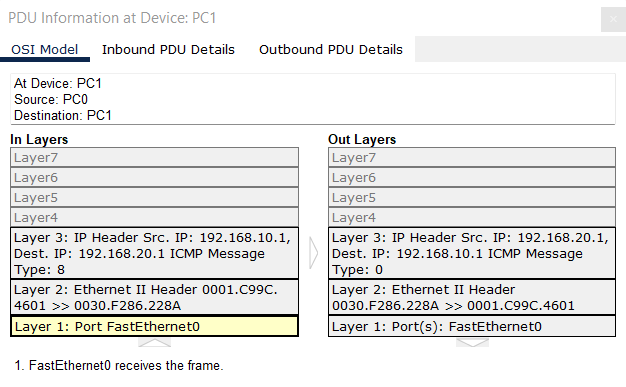 PDU Information at Device: PC1
OSI Model Inbound PDU Details Outbound PDU Details
At Device: PC1
Source: PC0
Destination: PC1
In Layers
Layer7
Layer6
Layer5
Layer4
Layer 3: IP Header Src. IP: 192.168.10.1,
Dest. IP: 192.168.20.1 ICMP Message
Type: 8
Layer 2: Ethernet II Header 0001.C99C.
4601 >> 0030.F286.228A
Layer 1: Port FastEthernet0
Out Layers
Layer7
Layer6
Layer5
Layer4
Layer 3: IP Header Src. IP: 192.168.20.1,
Dest. IP: 192.168.10.1 ICMP Message
Type: 0
Layer 2: Ethernet II Header
0030.F286.228A >> 0001.C99C.4601
Layer 1: Port(s): FastEthernet0
1. FastEthernet0 receives the frame.